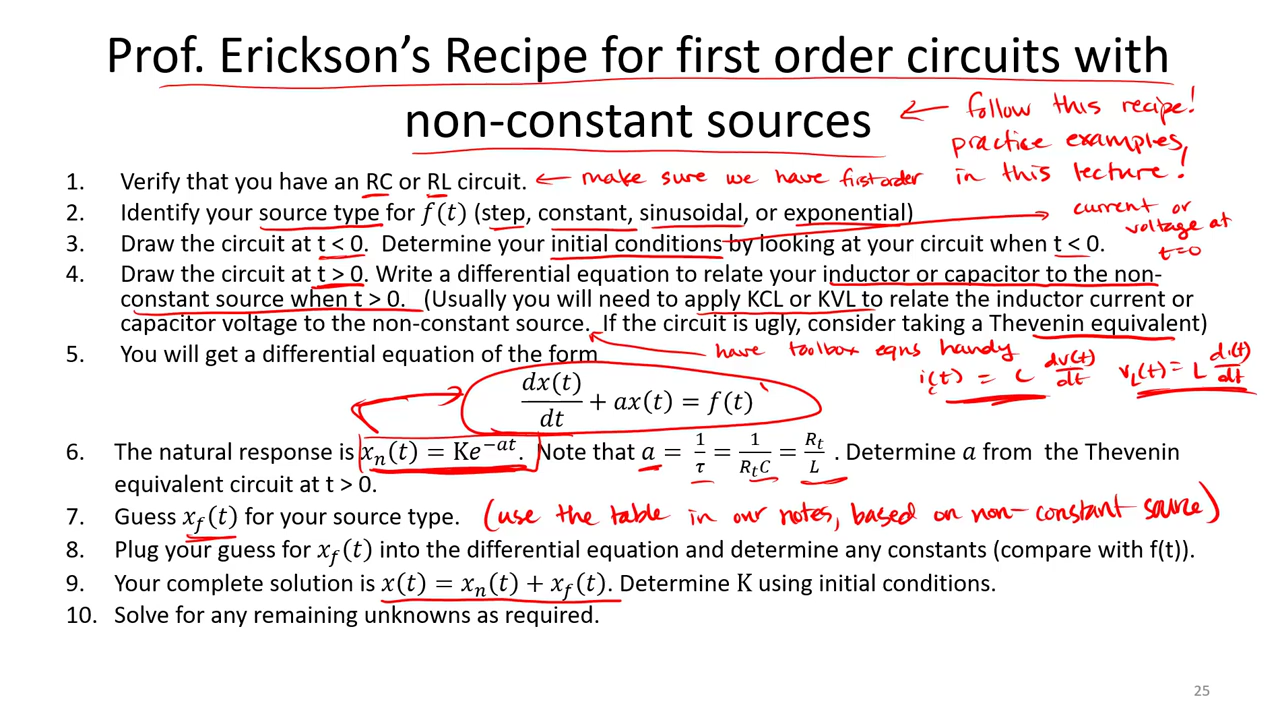 Prof. Erickson's Recipe for first order circuits with
non-constant sources
← follow this recipe!
practice examples,
in this lecture!
1. Verify that you have an RC or RL circuit. ← make sure we have first order
2. Identify your source type for f(t) (step, constant, sinusoidal, or exponential)
current or
voltage at
t=0
3. Draw the circuit at t < 0. Determine your initial conditions by looking at your circuit when t < 0.
4. Draw the circuit at t > 0. Write a differential equation to relate your inductor or capacitor to the non-
constant source when t > 0. (Usually you will need to apply KCL or KVL to relate the inductor current or
capacitor voltage to the non-constant source. If the circuit is ugly, consider taking a Thevenin equivalent)
5. You will get a differential equation of the form
have toolbox eqns handy
i_c(t) = C dv(t)/dt
v_L(t) = L di(t)/dt
dx(t)/dt + ax(t) = f(t)
6. The natural response is x_n(t) = Ke^{-at}. Note that a = 1/τ = 1/(R_tC) = R_t/L . Determine a from the Thevenin
equivalent circuit at t > 0.
7. Guess x_f(t) for your source type. (use the table in our notes, based on non-constant source)
8. Plug your guess for x_f(t) into the differential equation and determine any constants (compare with f(t)).
9. Your complete solution is x(t) = x_n(t) + x_f(t). Determine K using initial conditions.
10. Solve for any remaining unknowns as required.
25